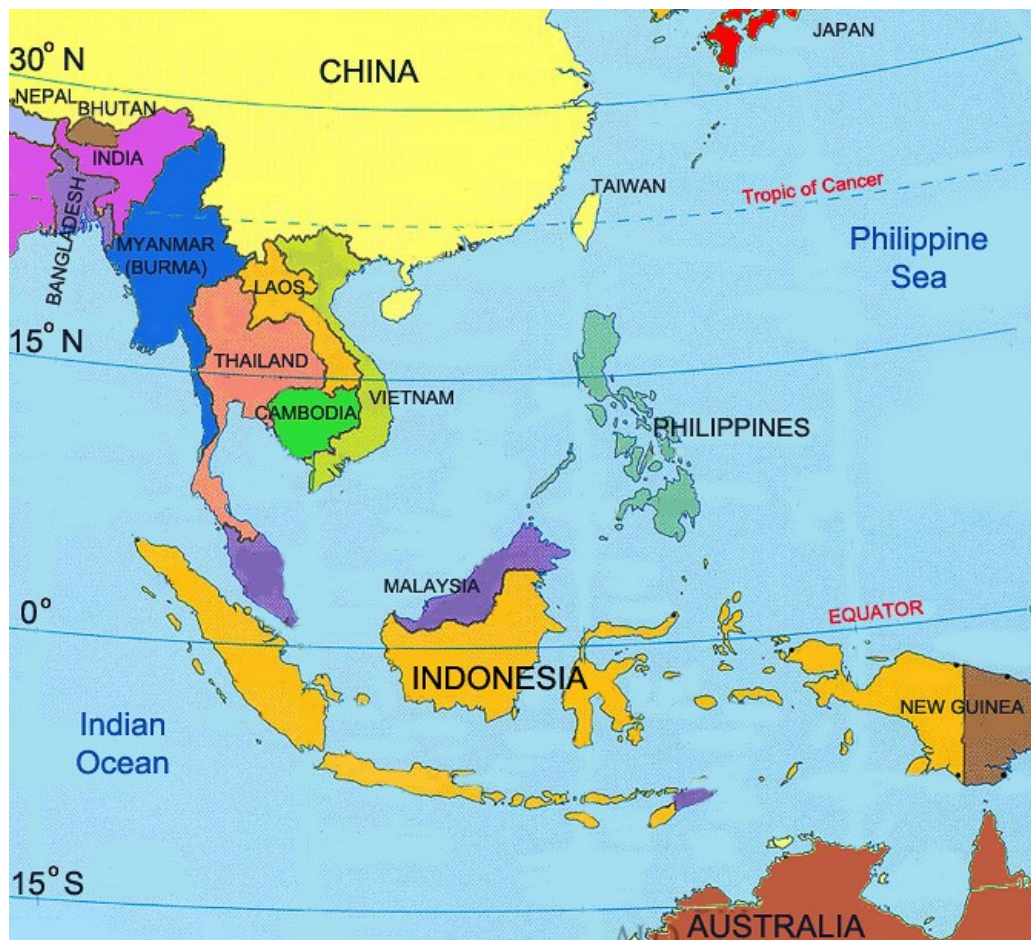 JAPAN
30° N
CHINA
NEPAL
BHUTAN
INDIA
TAIWAN
Tropic of Cancer
BANGLADESH
MYANMAR
(BURMA)
Philippine
Sea
LAOS
15° N
THAILAND
VIETNAM
CAMBODIA
PHILIPPINES
MALAYSIA
0°
EQUATOR
INDONESIA
NEW GUINEA
Indian
Ocean
15° S
AUSTRALIA